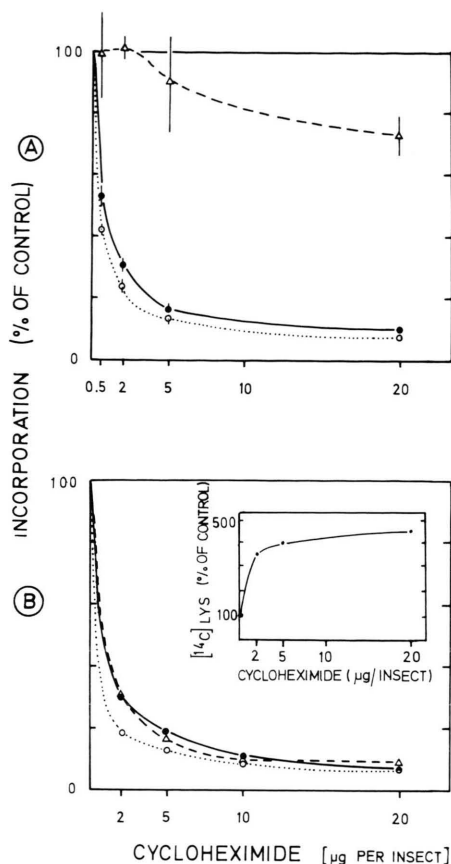 100
A
0
0.5 2 5 10 20
INCORPORATION (% OF CONTROL)
100
B
0
2 5 10 20
500
100
[14C] LYS (% OF CONTROL)
2 5 10 20
CYCLOHEXIMIDE (µg/INSECT)
CYCLOHEXIMIDE [µg PER INSECT]